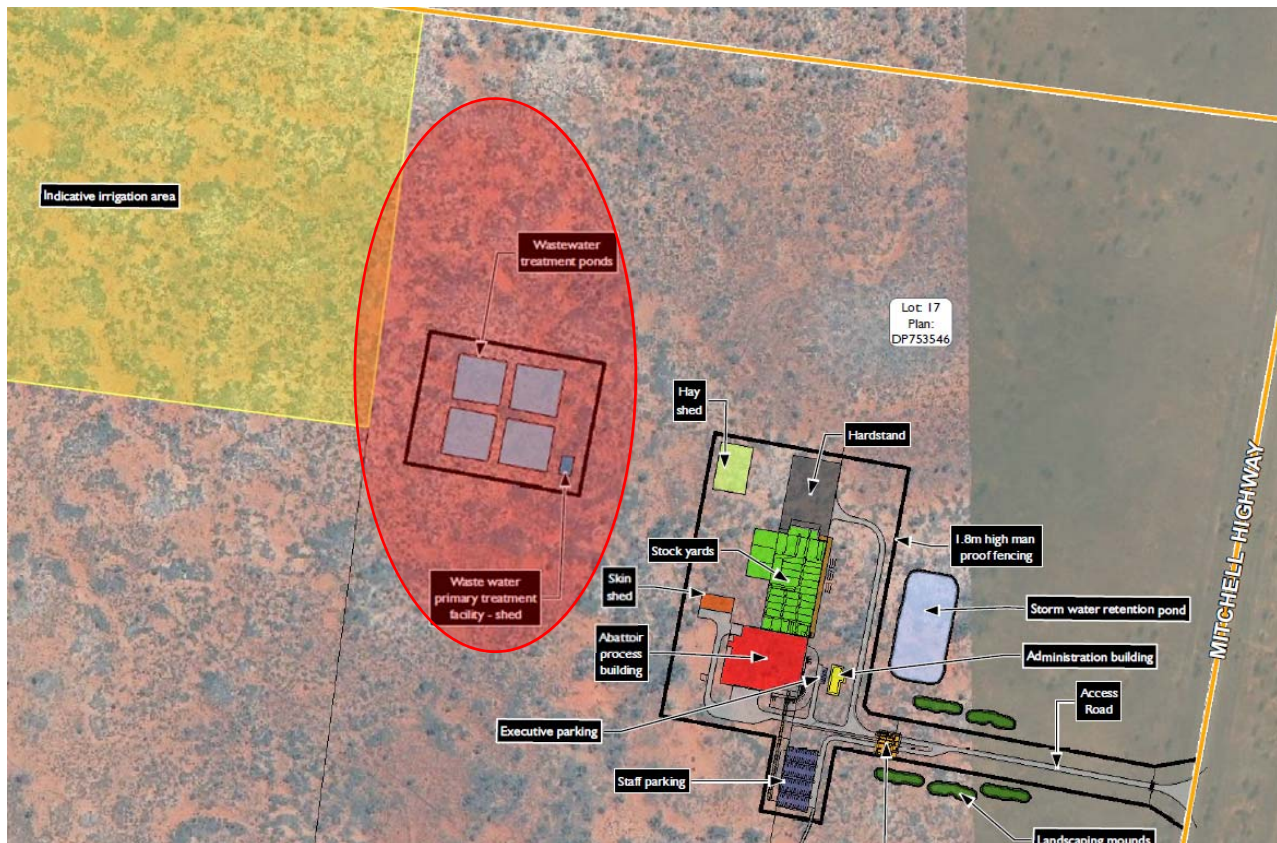 Indicative irrigation area
Wastewater
treatment ponds
Lot: 17
Plan:
DP753546
Hay
shed
Hardstand
1.8m high man
proof fencing
Stock yards
Skin
shed
Waste water
primary treatment
facility - shed
Storm water retention pond
MITCHELL HIGHWAY
Abattoir
process
building
Administration building
Access
Road
Executive parking
Staff parking
Landscaping mounds